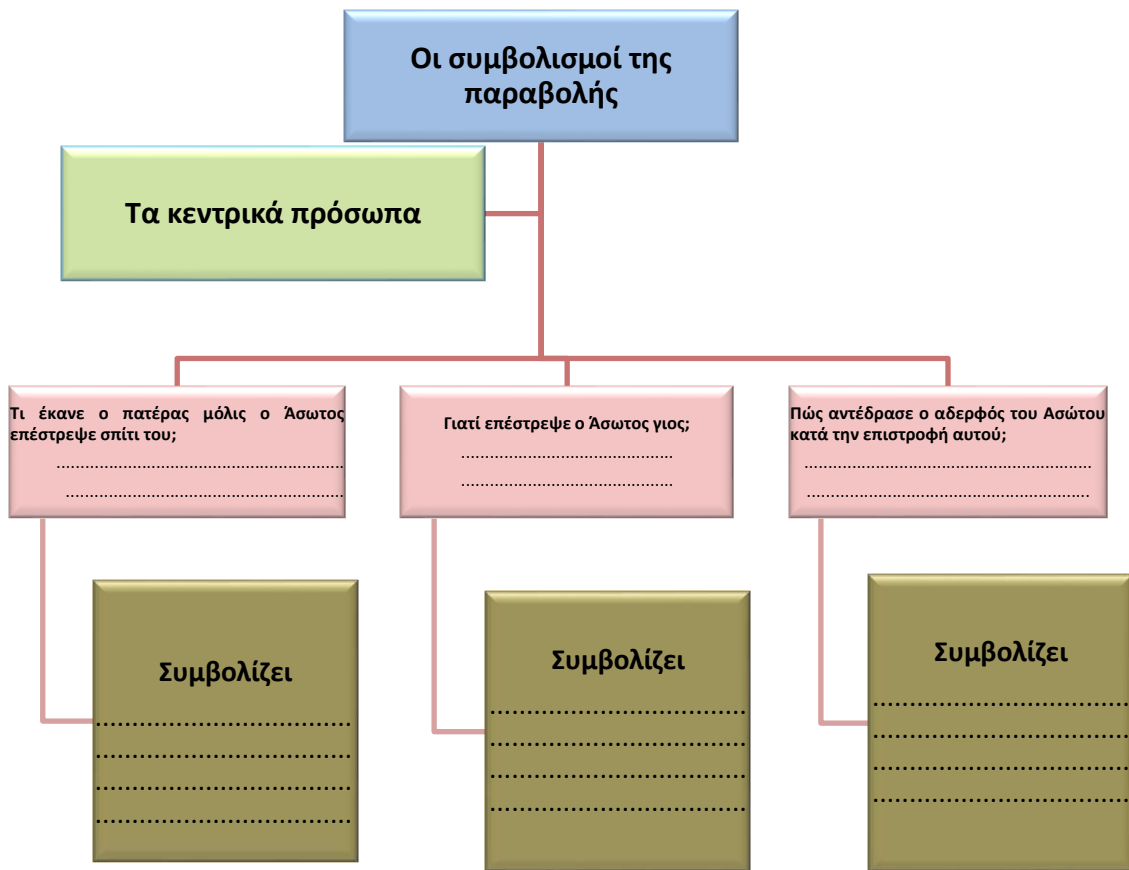 Οι συμβολισμοί της
παραβολής
Τα κεντρικά πρόσωπα
Τι έκανε ο πατέρας μόλις ο Άσωτος
επέστρεψε σπίτι του;
..........................................................................
........................................................................
Γιατί επέστρεψε ο Άσωτος γιος;
.......................................................
.......................................................
Πώς αντέδρασε ο αδερφός του Ασώτου
κατά την επιστροφή αυτού;
..........................................................................
.........................................................................
Συμβολίζει
...................................
...................................
...................................
...................................
Συμβολίζει
...................................
...................................
...................................
...................................
Συμβολίζει
...................................
...................................
...................................
...................................